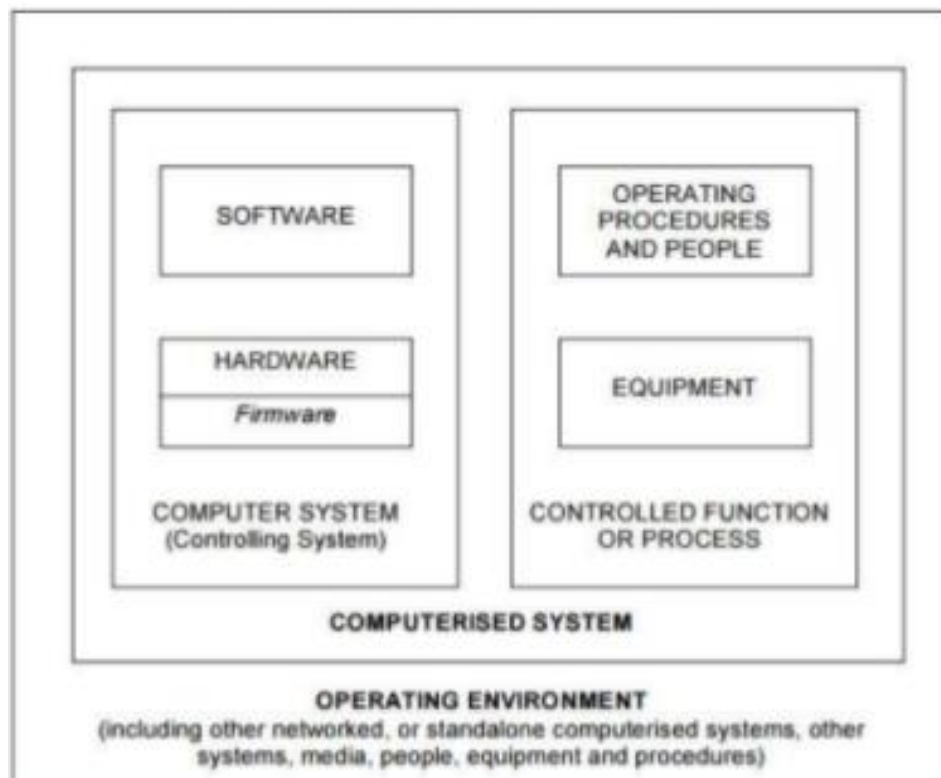 SOFTWARE
HARDWARE
Firmware
COMPUTER SYSTEM
(Controlling System)
OPERATING
PROCEDURES
AND PEOPLE
EQUIPMENT
CONTROLLED FUNCTION
OR PROCESS
COMPUTERISED SYSTEM
OPERATING ENVIRONMENT
(including other networked, or standalone computerised systems, other
systems, media, people, equipment and procedures)